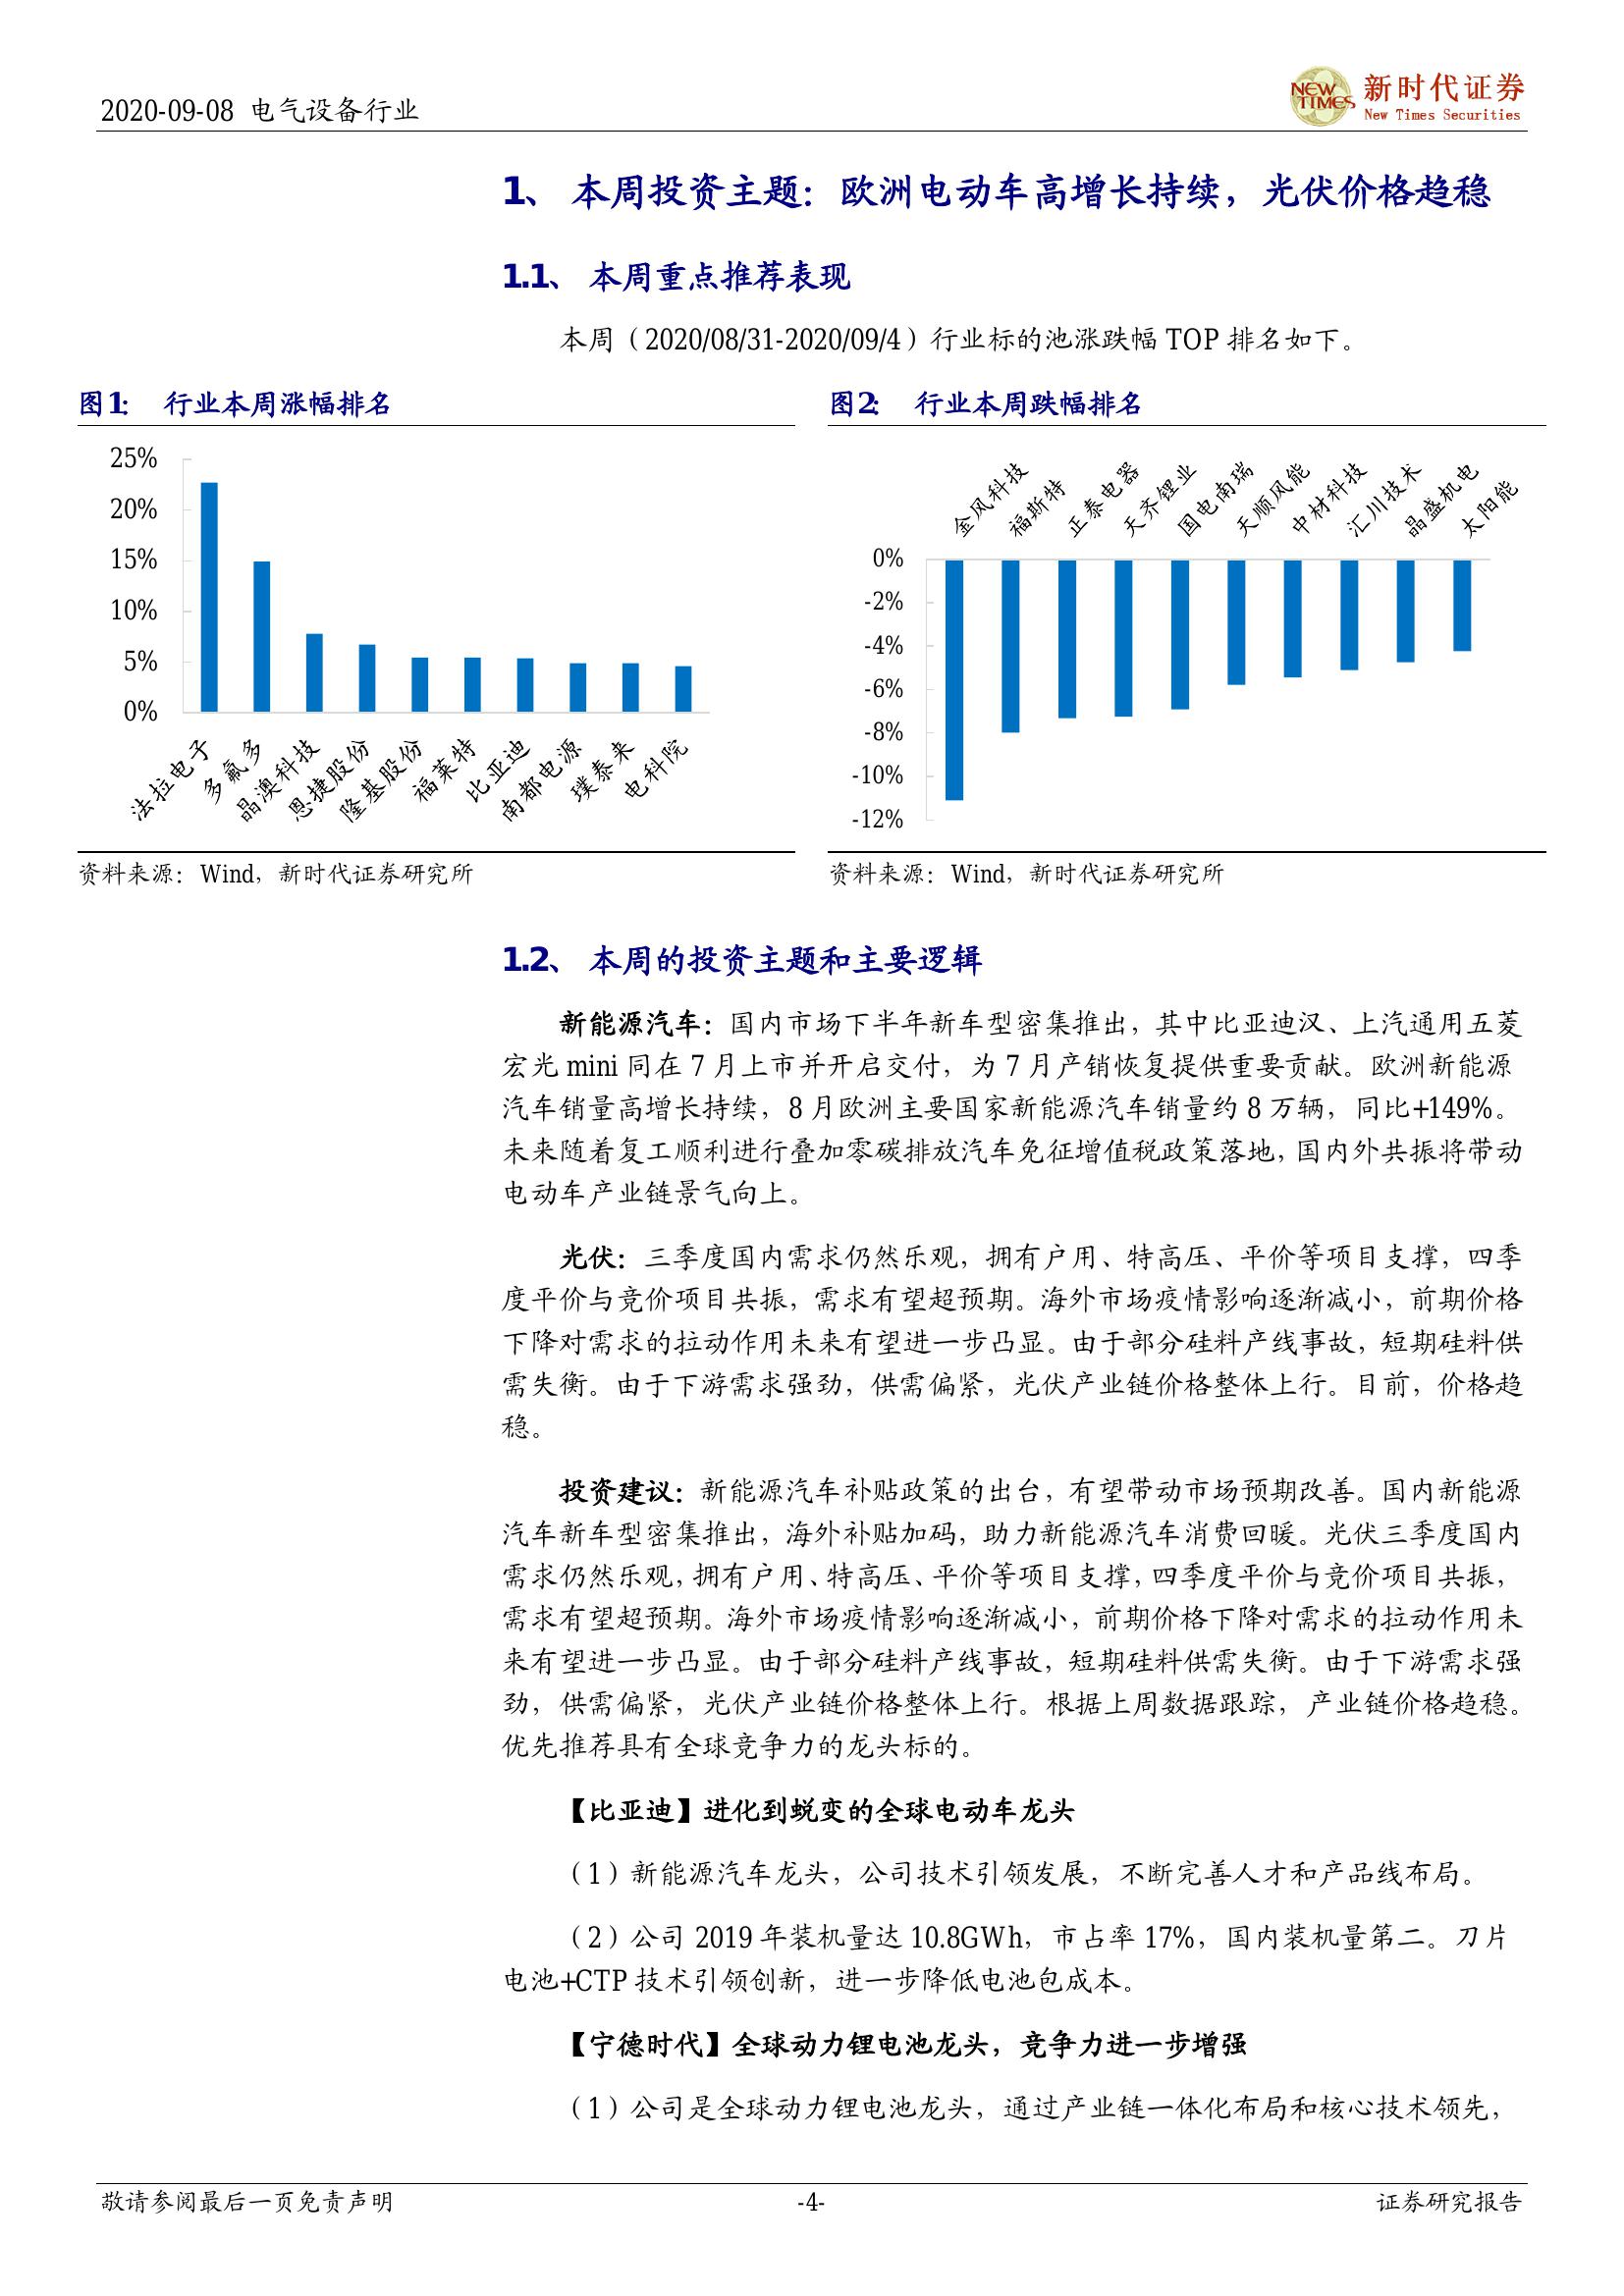 2020-09-08 电气设备行业
NEW TIMES
新时代证券
New Times Securities
1、 本周投资主题：欧洲电动车高增长持续，光伏价格趋稳
1.1、 本周重点推荐表现
本周（2020/08/31-2020/09/4）行业标的池涨跌幅 TOP 排名如下。
图1： 行业本周涨幅排名
25%
20%
15%
10%
5%
0%
法拉电子
多氟多
晶澳科技
恩捷股份
隆基股份
福莱特
比亚迪
南都电源
璞泰来
电科院
资料来源：Wind，新时代证券研究所
图2： 行业本周跌幅排名
金风科技
福斯特
正泰电器
天齐锂业
国电南瑞
天顺风能
中材科技
汇川技术
晶盛机电
太阳能
0%
-2%
-4%
-6%
-8%
-10%
-12%
资料来源：Wind，新时代证券研究所
1.2、 本周的投资主题和主要逻辑
新能源汽车：国内市场下半年新车型密集推出，其中比亚迪汉、上汽通用五菱
宏光 mini 同在 7 月上市并开启交付，为 7 月产销恢复提供重要贡献。欧洲新能源
汽车销量高增长持续，8 月欧洲主要国家新能源汽车销量约 8 万辆，同比+149%。
未来随着复工顺利进行叠加零碳排放汽车免征增值税政策落地，国内外共振将带动
电动车产业链景气向上。
光伏：三季度国内需求仍然乐观，拥有户用、特高压、平价等项目支撑，四季
度平价与竞价项目共振，需求有望超预期。海外市场疫情影响逐渐减小，前期价格
下降对需求的拉动作用未来有望进一步凸显。由于部分硅料产线事故，短期硅料供
需失衡。由于下游需求强劲，供需偏紧，光伏产业链价格整体上行。目前，价格趋
稳。
投资建议：新能源汽车补贴政策的出台，有望带动市场预期改善。国内新能源
汽车新车型密集推出，海外补贴加码，助力新能源汽车消费回暖。光伏三季度国内
需求仍然乐观，拥有户用、特高压、平价等项目支撑，四季度平价与竞价项目共振，
需求有望超预期。海外市场疫情影响逐渐减小，前期价格下降对需求的拉动作用未
来有望进一步凸显。由于部分硅料产线事故，短期硅料供需失衡。由于下游需求强
劲，供需偏紧，光伏产业链价格整体上行。根据上周数据跟踪，产业链价格趋稳。
优先推荐具有全球竞争力的龙头标的。
【比亚迪】进化到蜕变的全球电动车龙头
（1）新能源汽车龙头，公司技术引领发展，不断完善人才和产品线布局。
（2）公司 2019 年装机量达 10.8GWh，市占率 17%，国内装机量第二。刀片
电池+CTP 技术引领创新，进一步降低电池包成本。
【宁德时代】全球动力锂电池龙头，竞争力进一步增强
（1）公司是全球动力锂电池龙头，通过产业链一体化布局和核心技术领先，
敬请参阅最后一页免责声明
-4-
证券研究报告